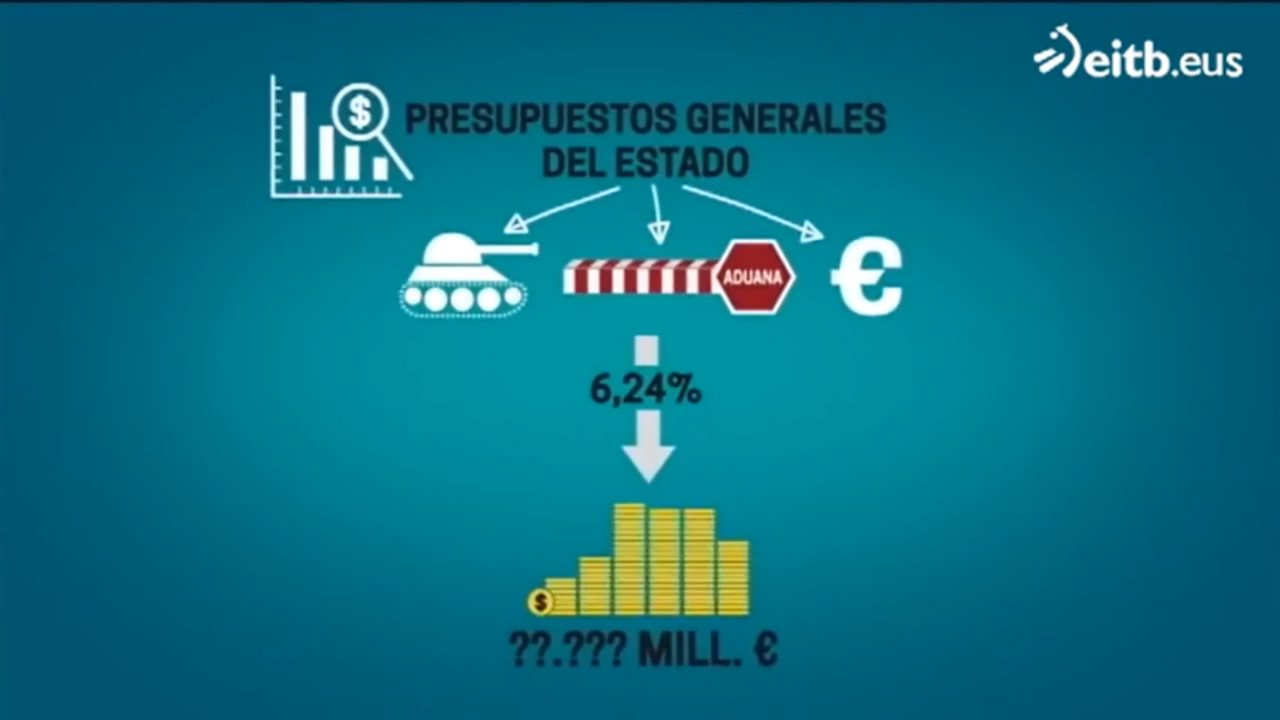 eitb.eus
$
PRESUPUESTOS GENERALES
DEL ESTADO
ADUANA
€
6,24%
$
??.??? MILL. €